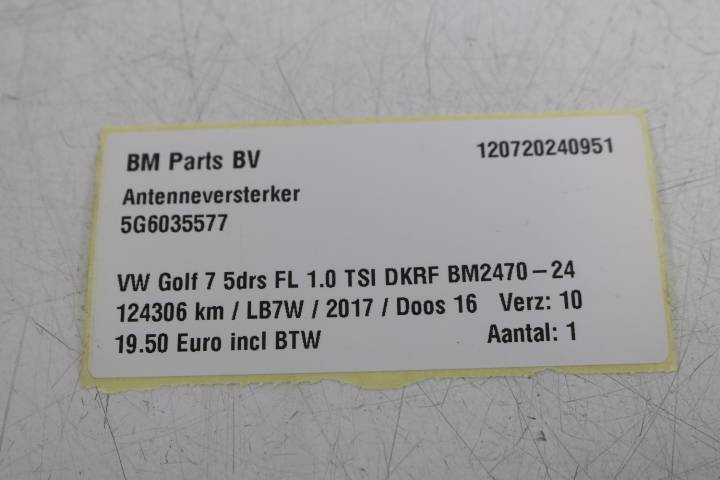 BM Parts BV 120720240951
Antenneversterker
5G6035577
VW Golf 7 5drs FL 1.0 TSI DKRF BM2470-24
124306 km / LB7W / 2017 / Doos 16 Verz: 10
19.50 Euro incl BTW Aantal: 1